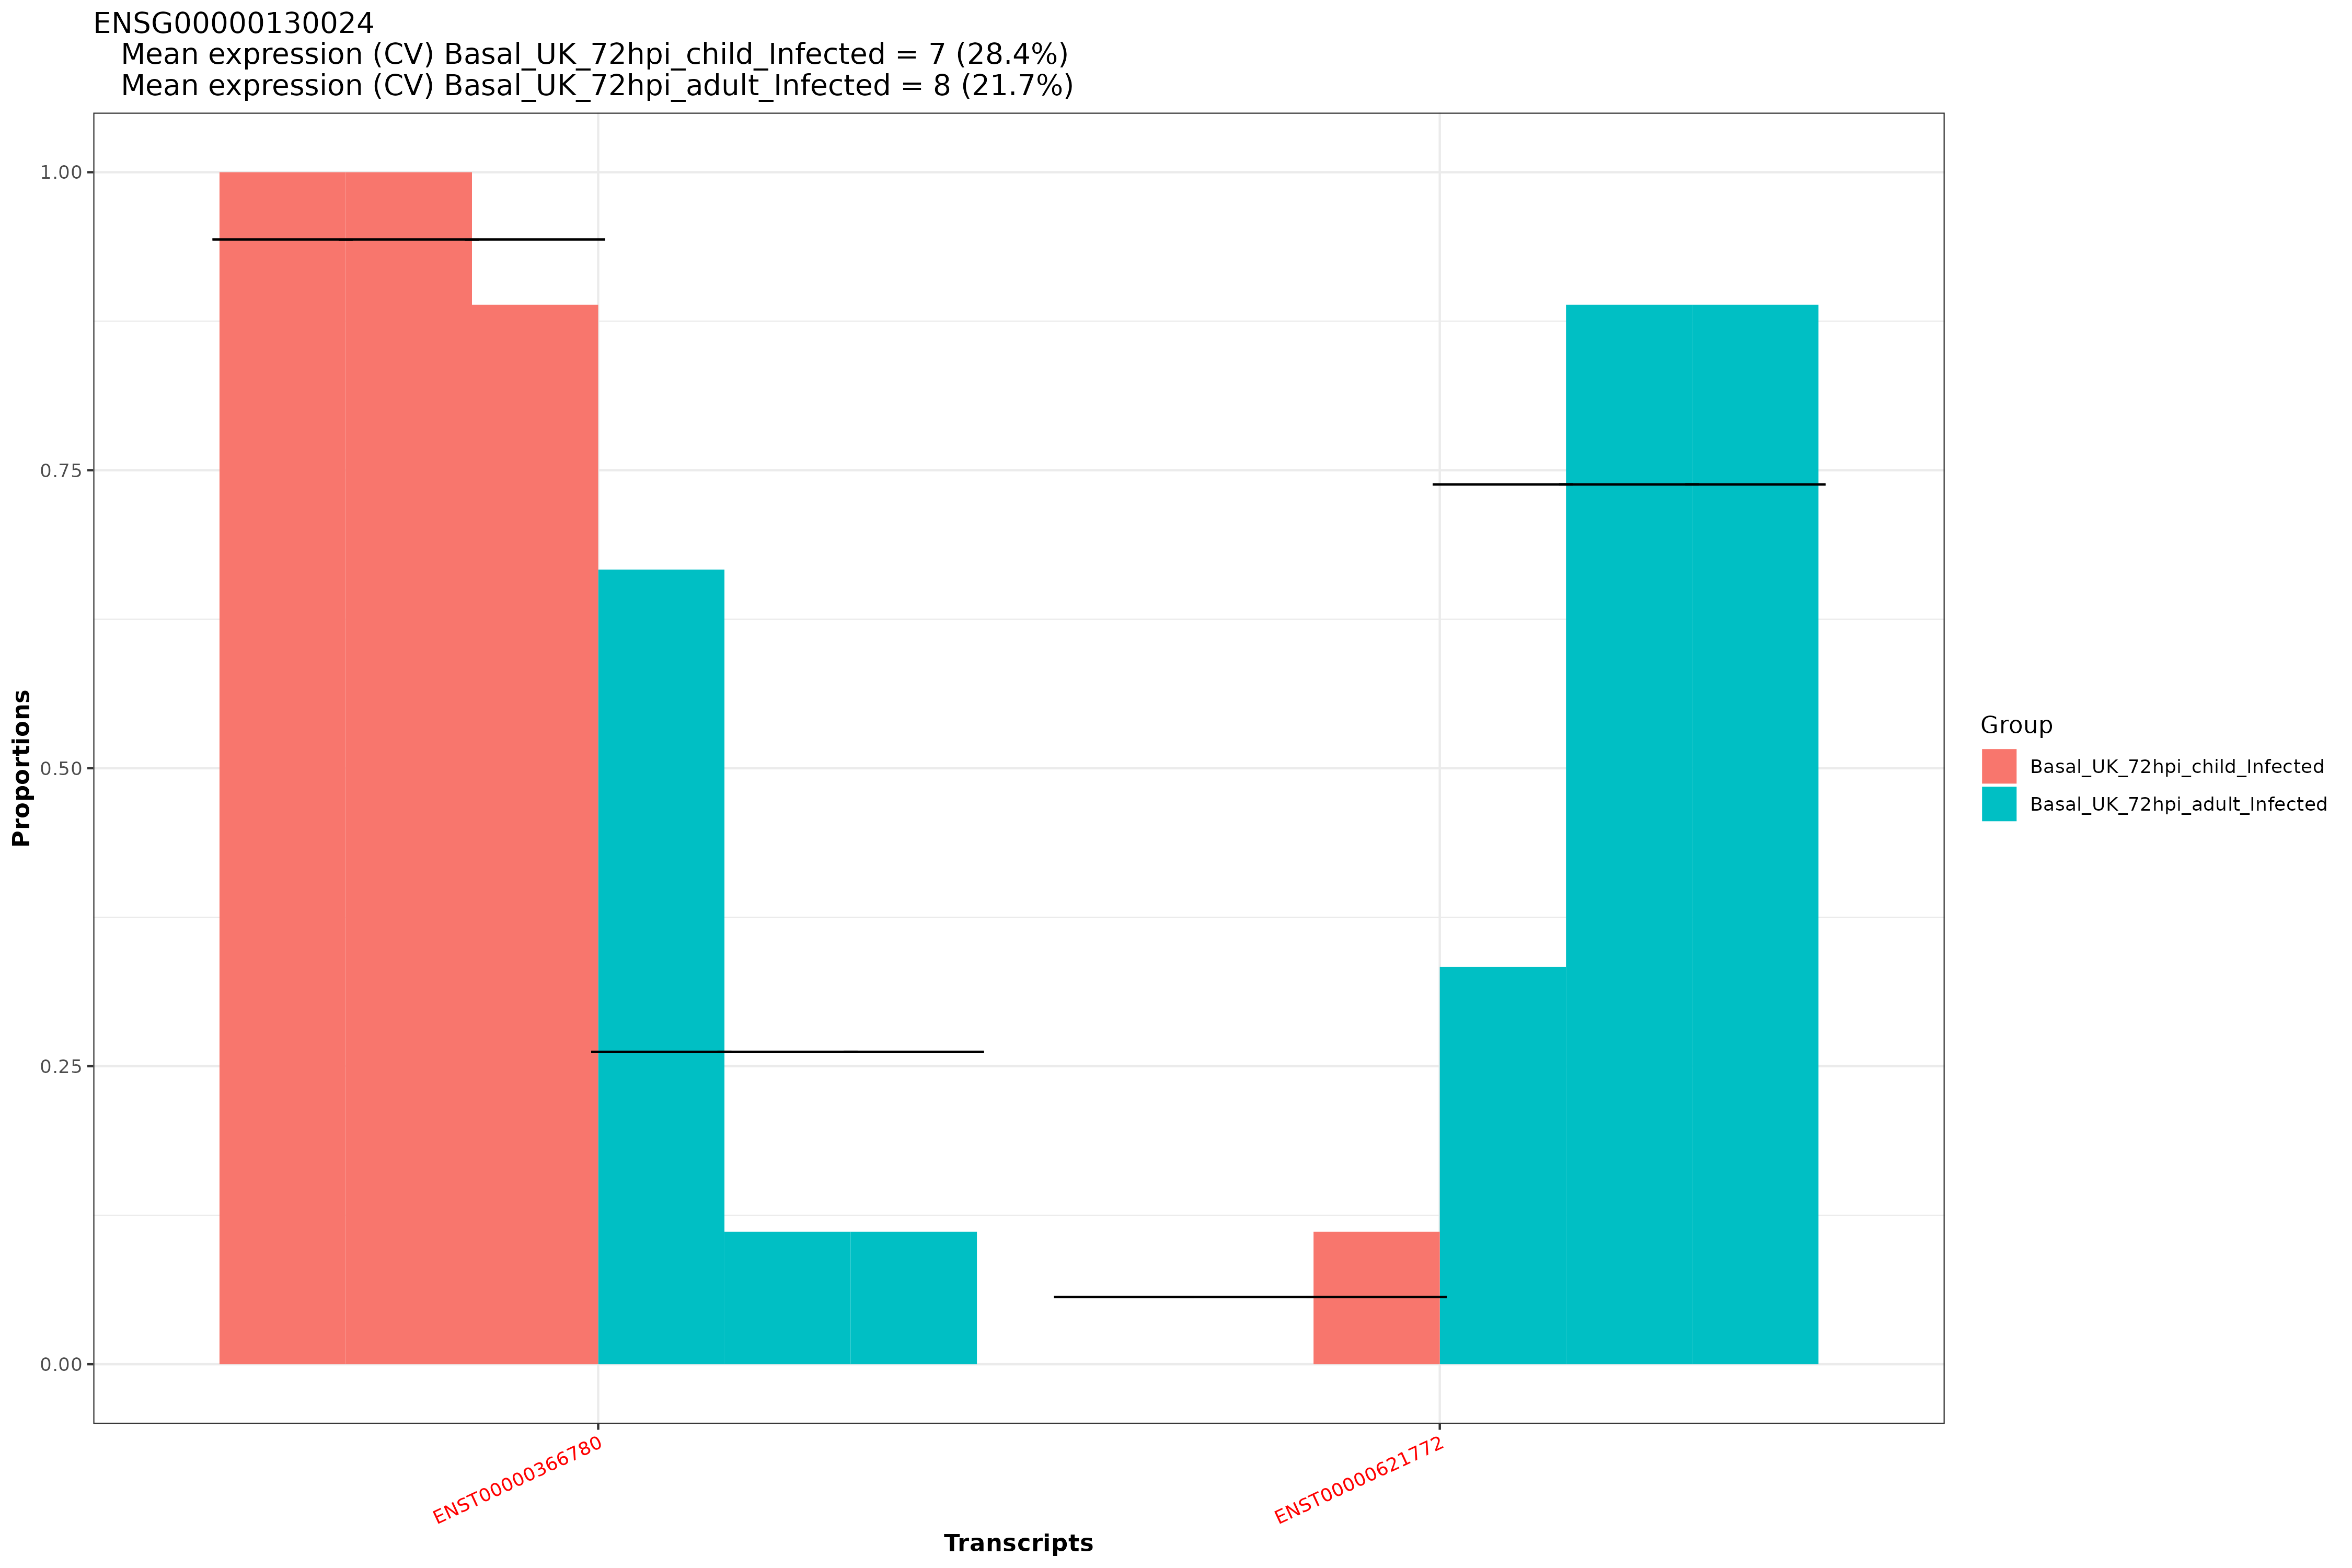 ENSG00000130024
Mean expression (CV) Basal_UK_72hpi_child_Infected = 7 (28.4%)
Mean expression (CV) Basal_UK_72hpi_adult_Infected = 8 (21.7%)
1.00
0.75
0.50
0.25
0.00
Proportions
ENST00000366780
ENST00000621772
Transcripts
Group
Basal_UK_72hpi_child_Infected
Basal_UK_72hpi_adult_Infected